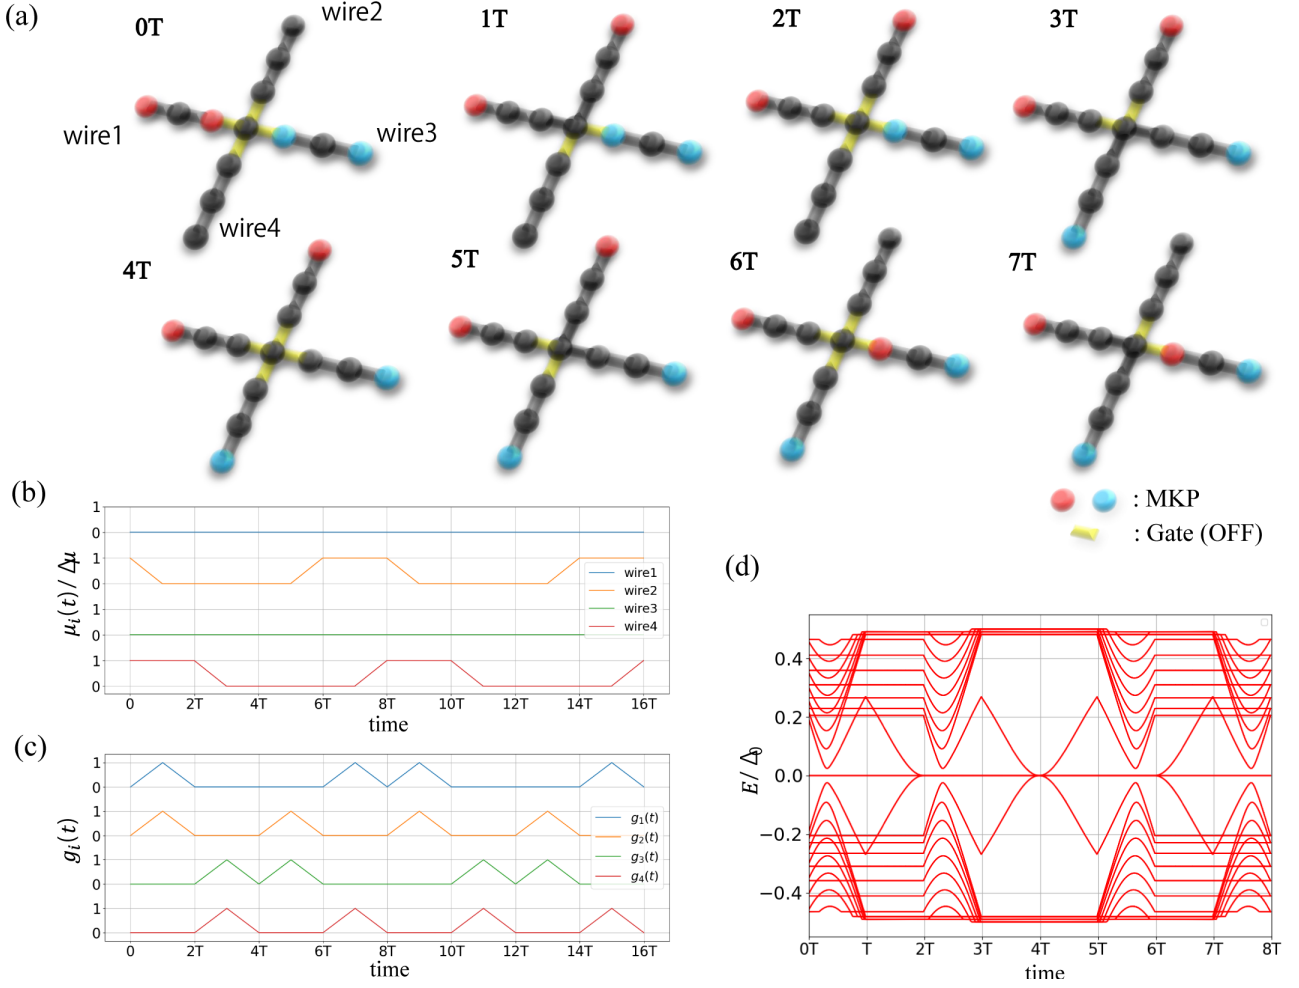 (a)
0T
wire2
1T
2T
3T
wire1
wire3
wire4
4T
5T
6T
7T
: MKP
: Gate (OFF)
(b)
μᵢ(t) / Δμ
1
0
1
0
1
0
1
0
wire1
wire2
wire3
wire4
0 2T 4T 6T 8T 10T 12T 14T 16T
time
(c)
gᵢ(t)
1
0
1
0
1
0
1
0
g₁(t)
g₂(t)
g₃(t)
g₄(t)
0 2T 4T 6T 8T 10T 12T 14T 16T
time
(d)
E/Δ₀
0.4
0.2
0.0
−0.2
−0.4
0T T 2T 3T 4T 5T 6T 7T 8T
time